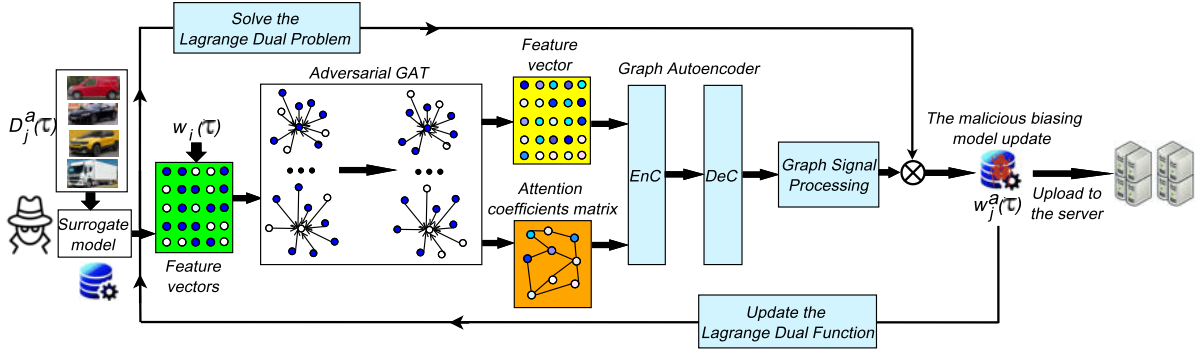 Solve the
Lagrange Dual Problem
Adversarial GAT
Feature
vector
Graph Autoencoder
D_j^a(τ)
w_i(τ)
The malicious biasing
model update
EnC
DeC
Graph Signal
Processing
Attention
coefficients matrix
w_j^a(τ)
Upload to
the server
Surrogate
model
Feature
vectors
Update the
Lagrange Dual Function